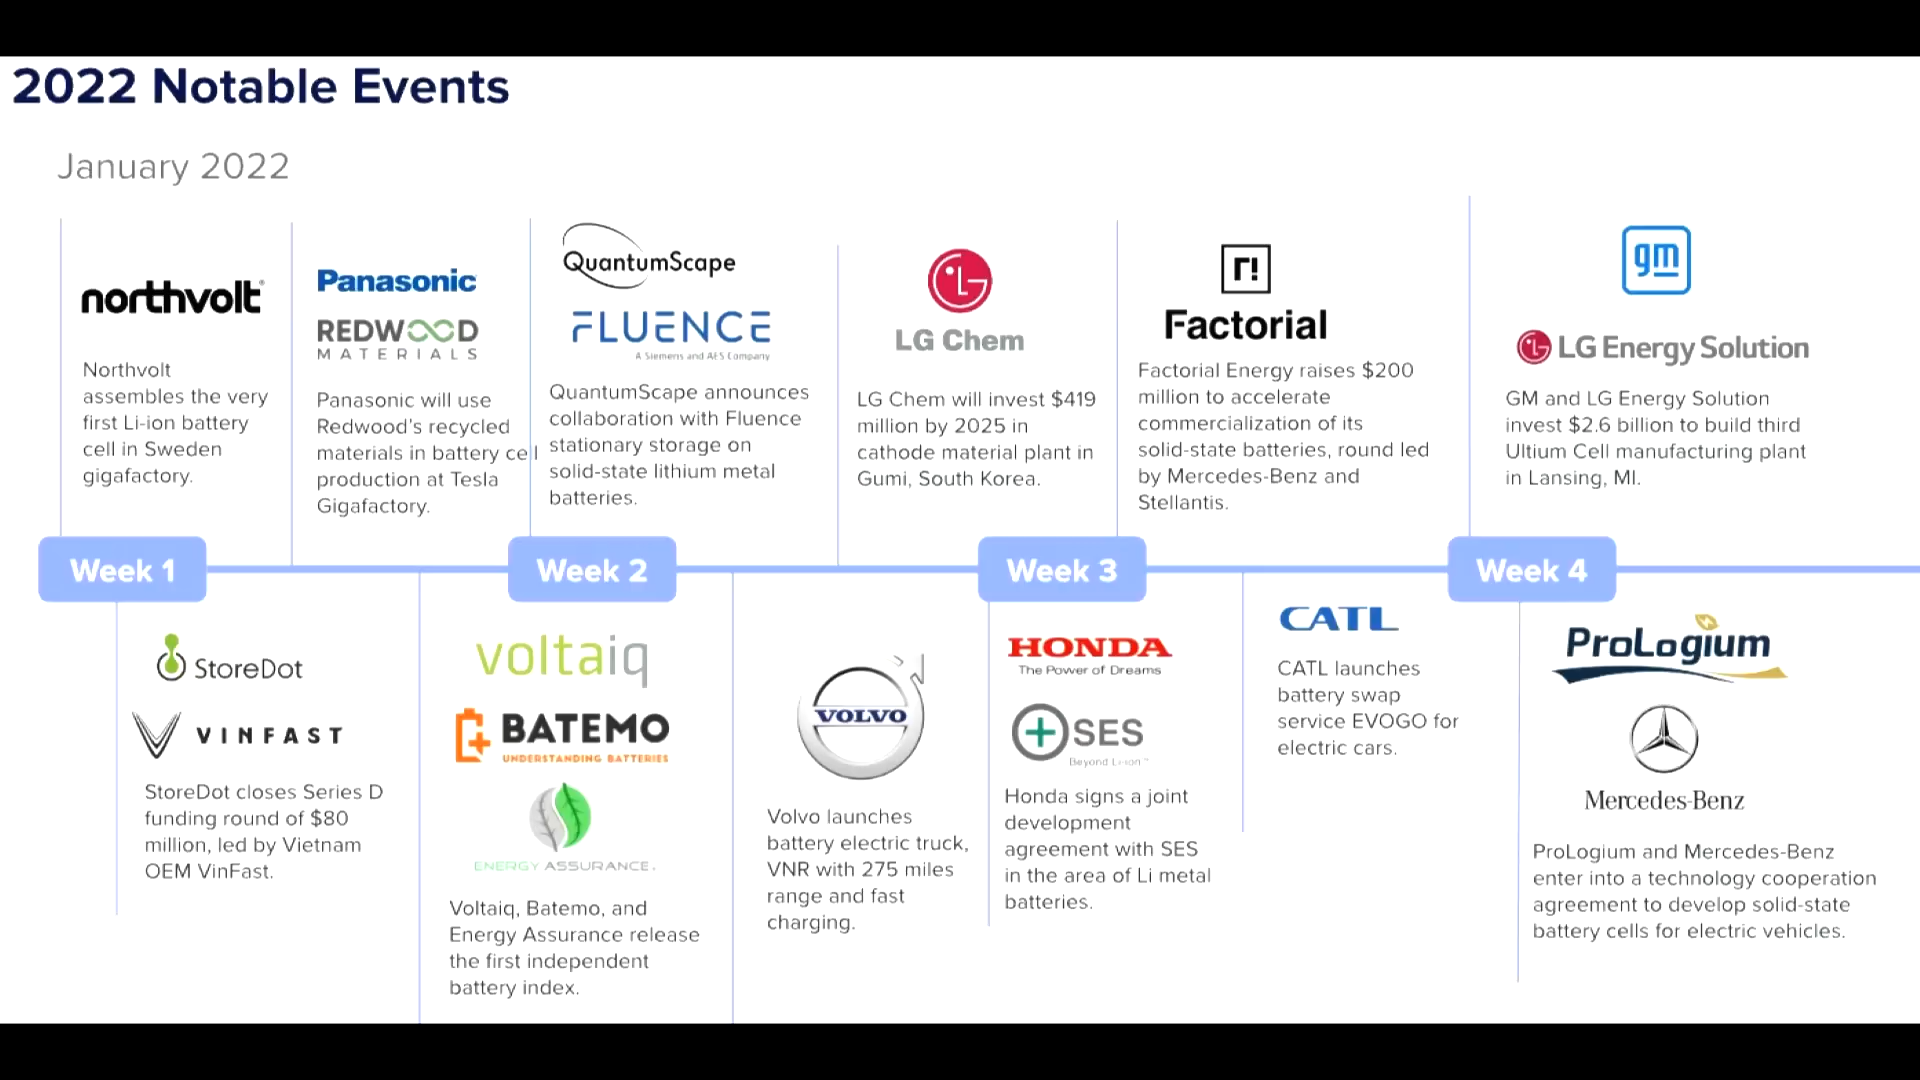 2022 Notable Events
January 2022
northvolt
Northvolt
assembles the very
first Li-ion battery
cell in Sweden
gigafactory.
Panasonic
REDWOOD
MATERIALS
Panasonic will use
Redwood's recycled
materials in battery cell
production at Tesla
Gigafactory.
QuantumScape
FLUENCE
A Siemens and AES Company
QuantumScape announces
collaboration with Fluence
stationary storage on
solid-state lithium metal
batteries.
LG Chem
LG Chem will invest $419
million by 2025 in
cathode material plant in
Gumi, South Korea.
Factorial
Factorial Energy raises $200
million to accelerate
commercialization of its
solid-state batteries, round led
by Mercedes-Benz and
Stellantis.
gm
LG Energy Solution
GM and LG Energy Solution
invest $2.6 billion to build third
Ultium Cell manufacturing plant
in Lansing, MI.
Week 1
Week 2
Week 3
Week 4
StoreDot
VINFAST
StoreDot closes Series D
funding round of $80
million, led by Vietnam
OEM VinFast.
voltaiq
BATEMO
UNDERSTANDING BATTERIES
ENERGY ASSURANCE.
Voltaiq, Batemo, and
Energy Assurance release
the first independent
battery index.
VOLVO
Volvo launches
battery electric truck,
VNR with 275 miles
range and fast
charging.
HONDA
The Power of Dreams
SES
Beyond Li-ion™
Honda signs a joint
development
agreement with SES
in the area of Li metal
batteries.
CATL
CATL launches
battery swap
service EVOGO for
electric cars.
ProLogium
Mercedes-Benz
ProLogium and Mercedes-Benz
enter into a technology cooperation
agreement to develop solid-state
battery cells for electric vehicles.